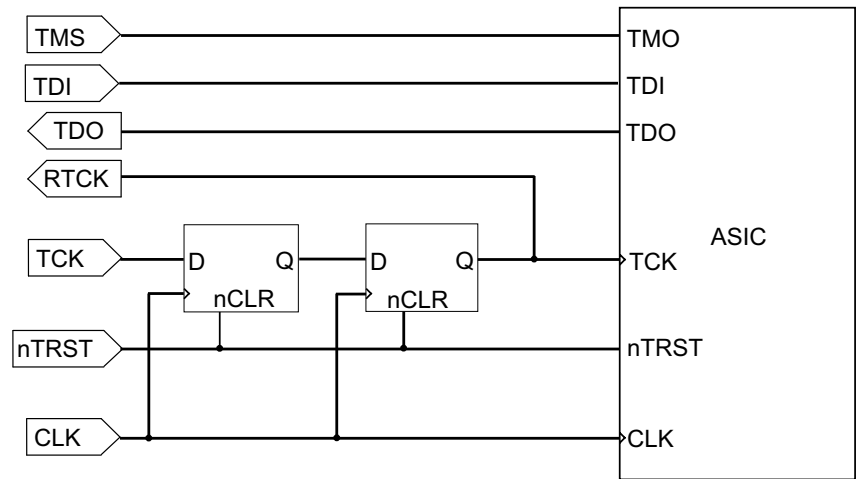 TMS
TMO
TDI
TDI
TDO
TDO
RTCK
ASIC
TCK
D
Q
D
Q
TCK
nCLR
nCLR
nTRST
nTRST
CLK
CLK